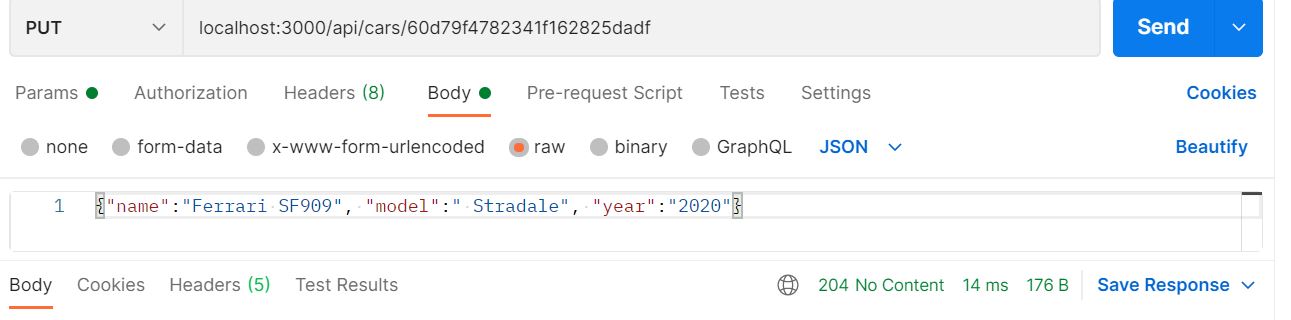 PUT localhost:3000/api/cars/60d79f4782341f162825dadf Send
Params Authorization Headers (8) Body Pre-request Script Tests Settings Cookies
none form-data x-www-form-urlencoded raw binary GraphQL JSON Beautify
1 {"name":"Ferrari SF909", "model":" Stradale", "year":"2020"}
Body Cookies Headers (5) Test Results 204 No Content 14 ms 176 B Save Response